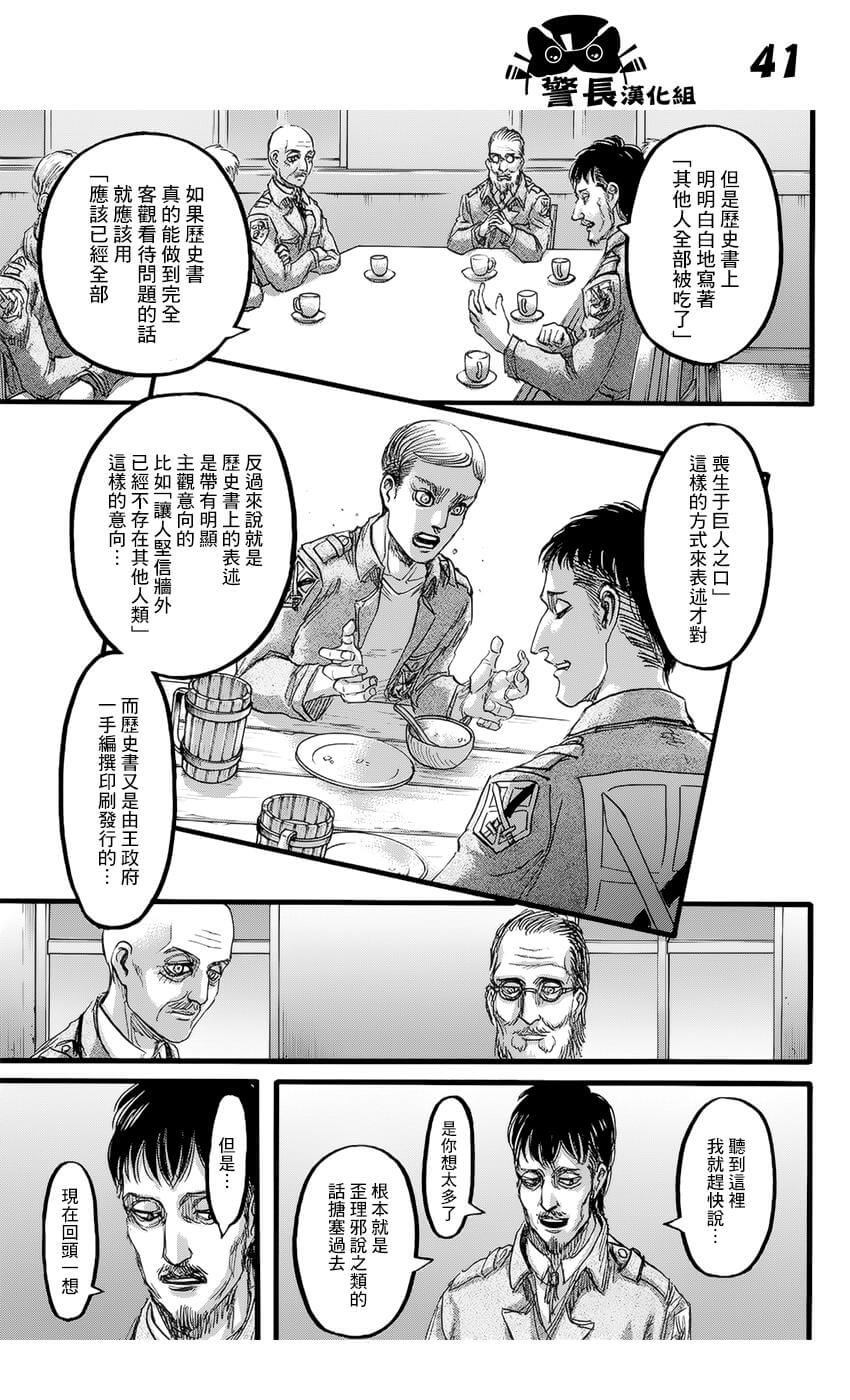 警長漢化組
41
但是歷史書上
明明白白地寫著
「其他人全部被吃了」
如果歷史書
真的能做到完全
客觀看待問題的話
就應該用
「應該已經全部
喪生于巨人之口」
這樣的方式來表述才對
反過來說就是
歷史書上的表述
是帶有明顯
主觀意向的
比如「讓人堅信牆外
已經不存在其他人類」
這樣的意向…
而歷史書又是由王政府
一手編撰印刷發行的…
聽到這裡
我就趕快說…
是你想太多了
根本就是
歪理邪說之類的
話搪塞過去
但是…
現在回頭一想